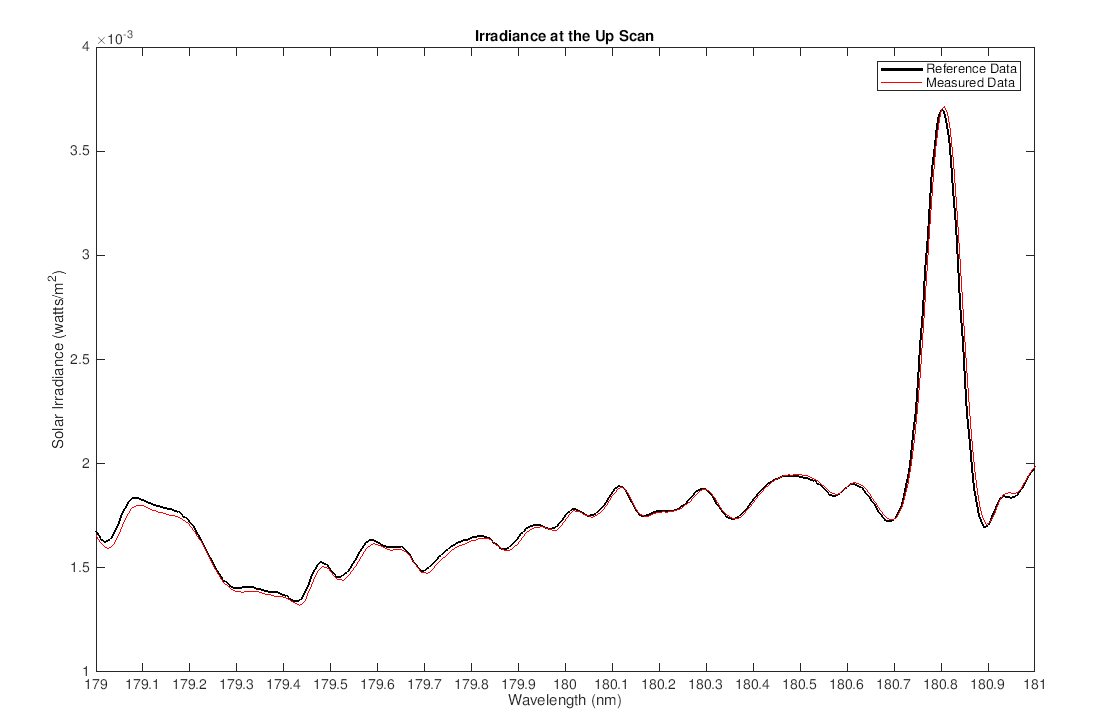 Irradiance at the Up Scan
×10-3
4
3.5
3
2.5
2
1.5
1
Solar Irradiance (watts/m2)
Reference Data
Measured Data
179 179.1 179.2 179.3 179.4 179.5 179.6 179.7 179.8 179.9 180 180.1 180.2 180.3 180.4 180.5 180.6 180.7 180.8 180.9 181
Wavelength (nm)